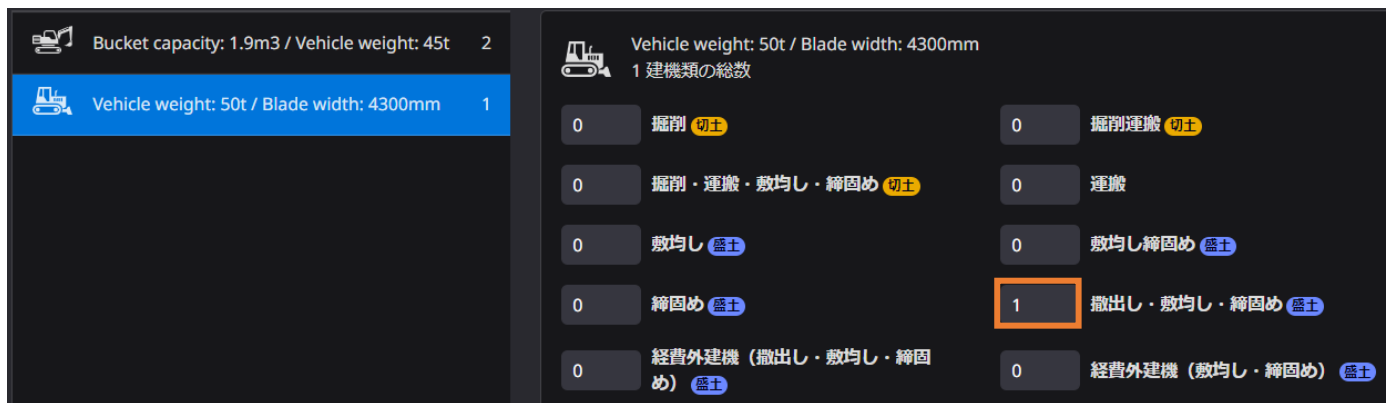 Bucket capacity: 1.9m3 / Vehicle weight: 45t 2
Vehicle weight: 50t / Blade width: 4300mm 1
Vehicle weight: 50t / Blade width: 4300mm
1 建機類の総数
0 掘削 切土
0 掘削運搬 切土
0 掘削・運搬・敷均し・締固め 切土
0 運搬
0 敷均し 盛土
0 敷均し締固め 盛土
0 締固め 盛土
1 撒出し・敷均し・締固め 盛土
0 経費外建機（撒出し・敷均し・締固
め） 盛土
0 経費外建機（敷均し・締固め） 盛土